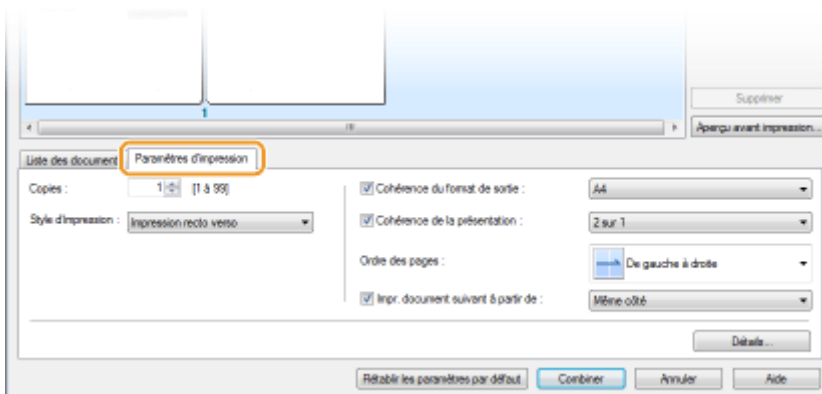 Supprimer
1
Aperçu avant impression...
Liste des document
Paramètres d'impression
Copies :
1
[1 à 99]
Cohérence du format de sortie :
A4
Style d'impression :
Impression recto verso
Cohérence de la présentation :
2 sur 1
Ordre des pages :
De gauche à droite
Impr. document suivant à partir de :
Même côté
Détails...
Rétablir les paramètres par défaut
Combiner
Annuler
Aide